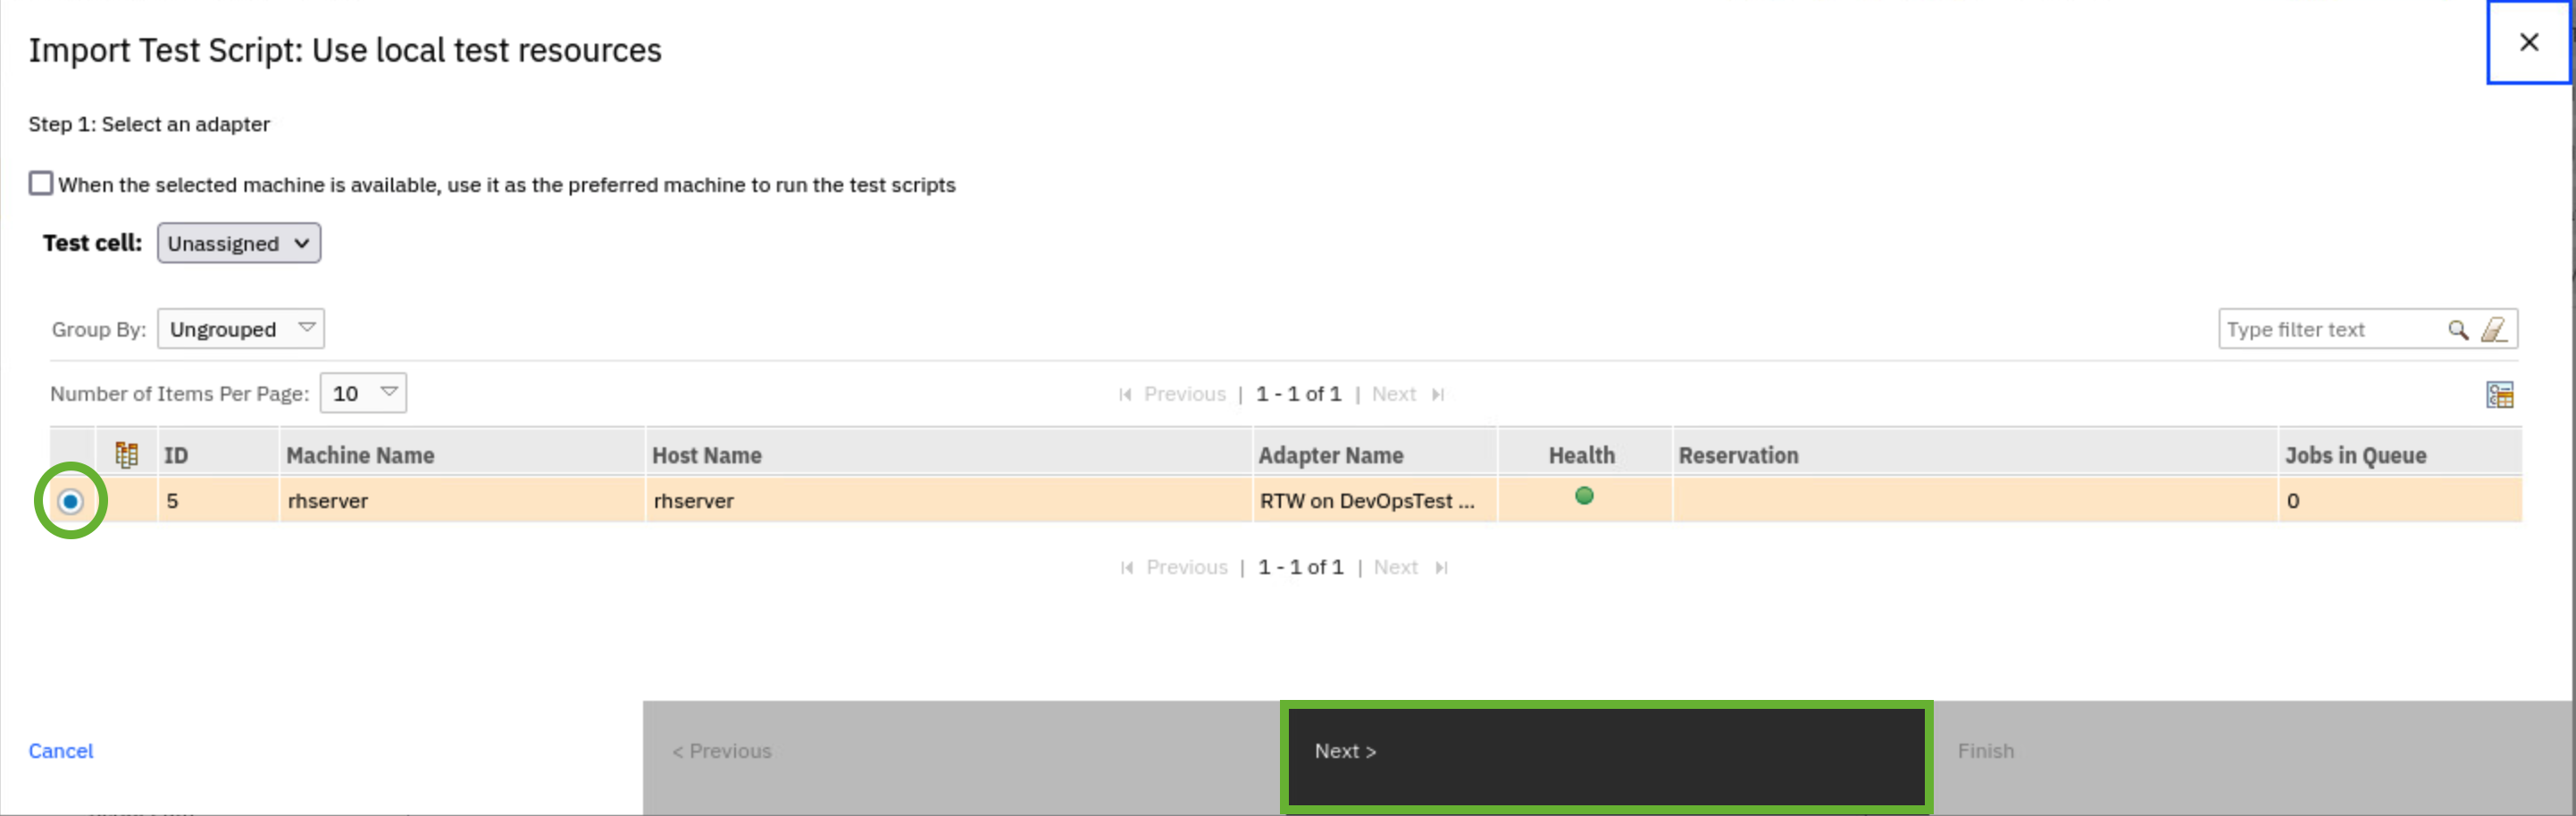 Import Test Script: Use local test resources
Step 1: Select an adapter
When the selected machine is available, use it as the preferred machine to run the test scripts
Test cell: Unassigned
Group By: Ungrouped Type filter text
Number of Items Per Page: 10 Previous | 1 - 1 of 1 | Next
ID Machine Name Host Name Adapter Name Health Reservation Jobs in Queue
5 rhserver rhserver RTW on DevOpsTest ... 0
Previous | 1 - 1 of 1 | Next
Cancel < Previous Next > Finish